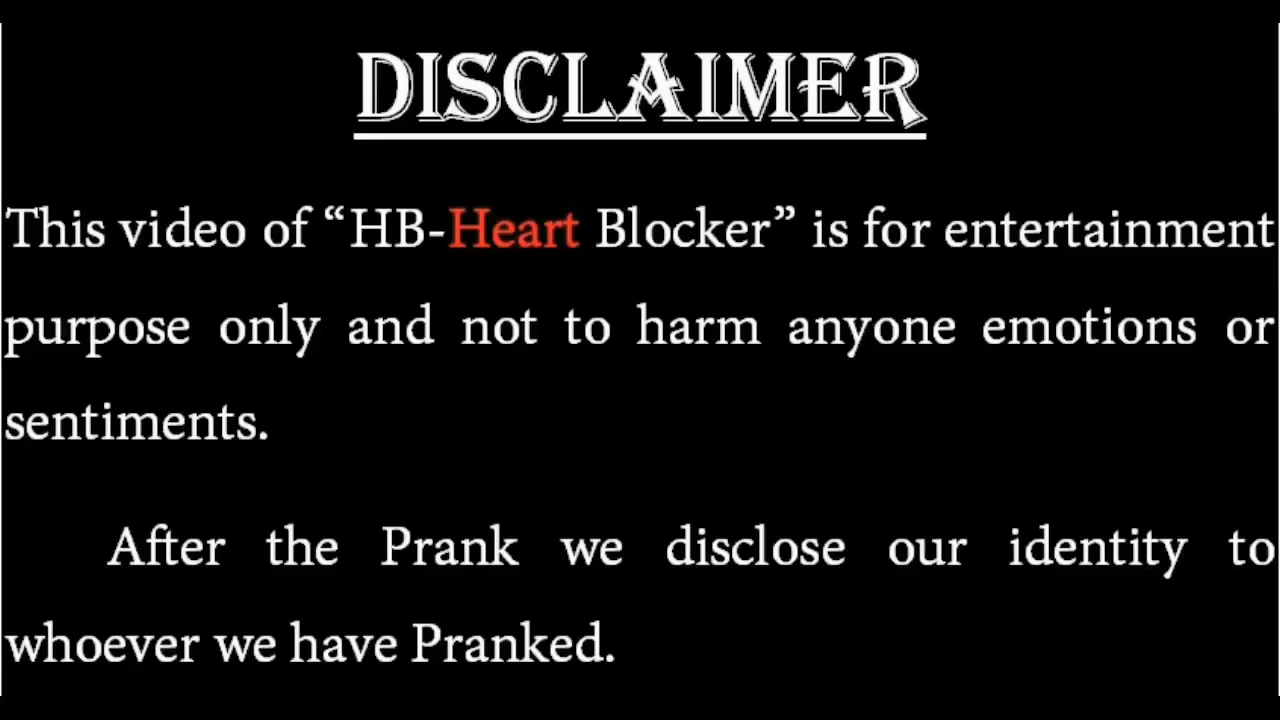 DISCLAIMER
This video of “HB-Heart Blocker” is for entertainment
purpose only and not to harm anyone emotions or
sentiments.
After the Prank we disclose our identity to
whoever we have Pranked.